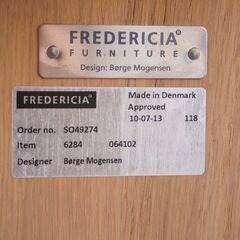 FREDERICIA®
FURNITURE
Design: Børge Mogensen
FREDERICIA®
Made in Denmark
Approved
10-07-13 118
Order no. SO49274
Item 6284 064102
Designer Børge Mogensen